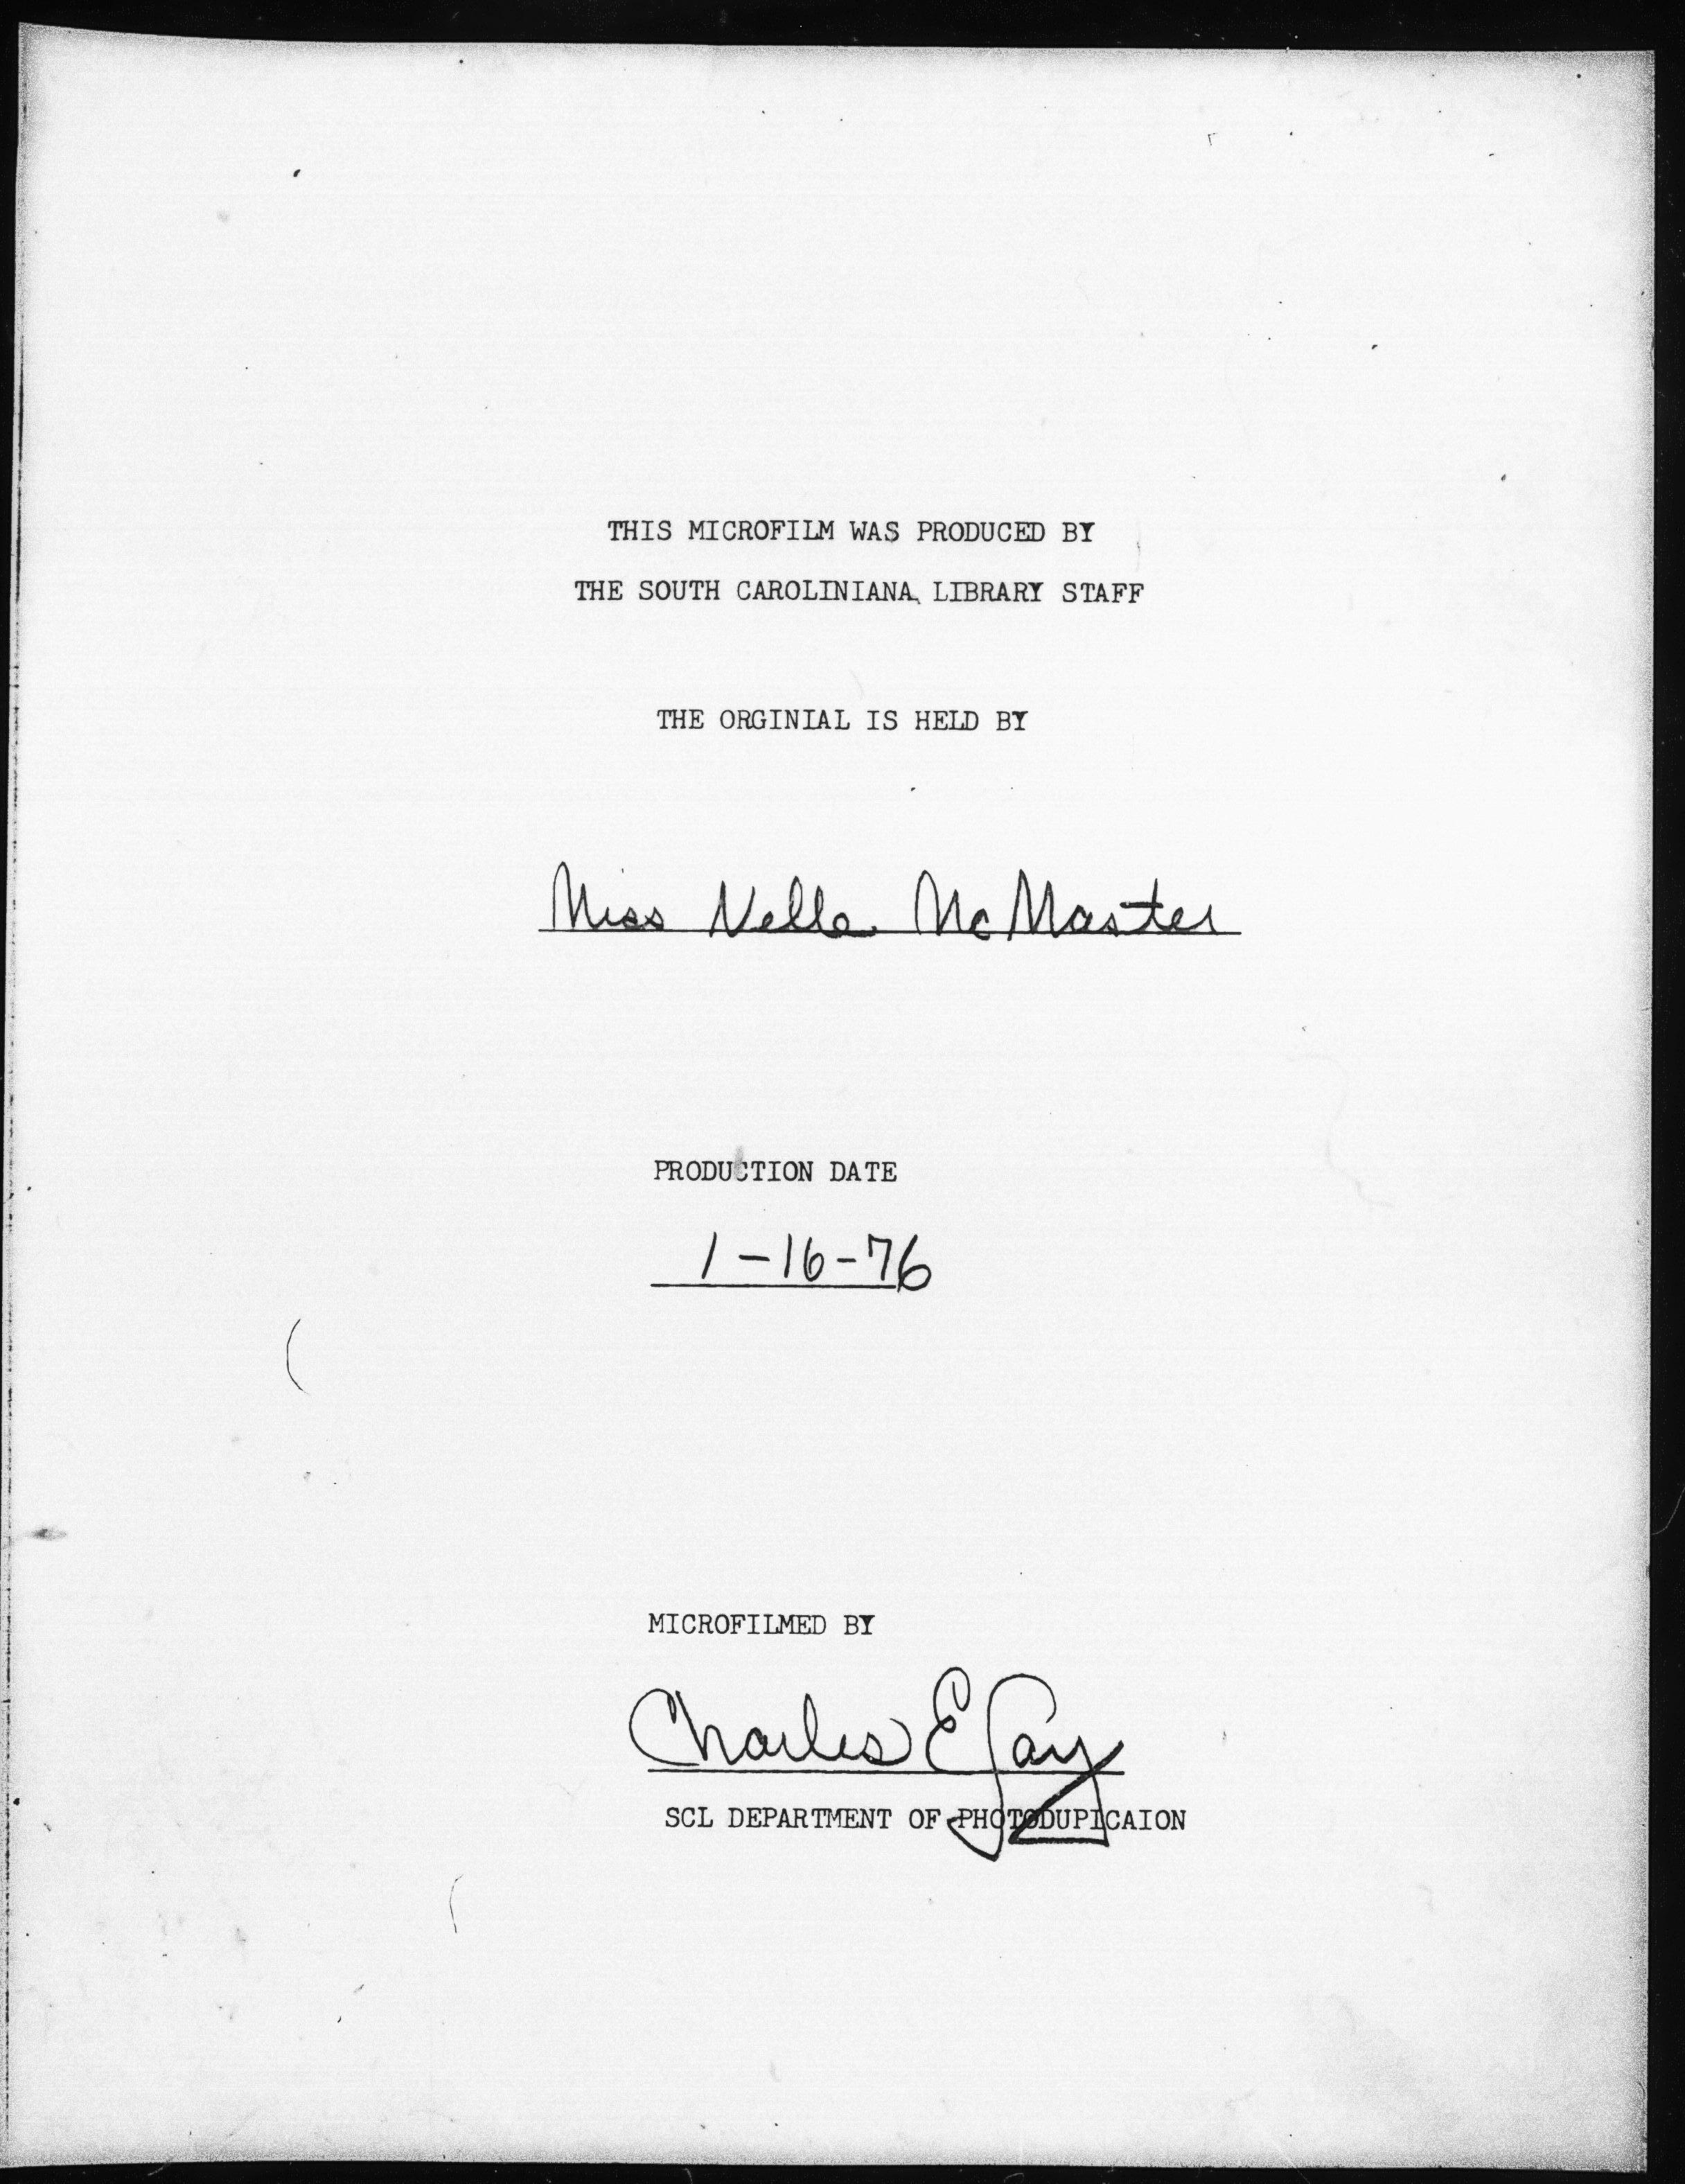 THIS MICROFILM WAS PRODUCED BY
THE SOUTH CAROLINIANA LIBRARY STAFF
THE ORGINIAL IS HELD BY
Miss Nelle McMaster
PRODUCTION DATE
1-16-76
MICROFILMED BY
Charles E Gay
SCL DEPARTMENT OF PHOTODUPICAION